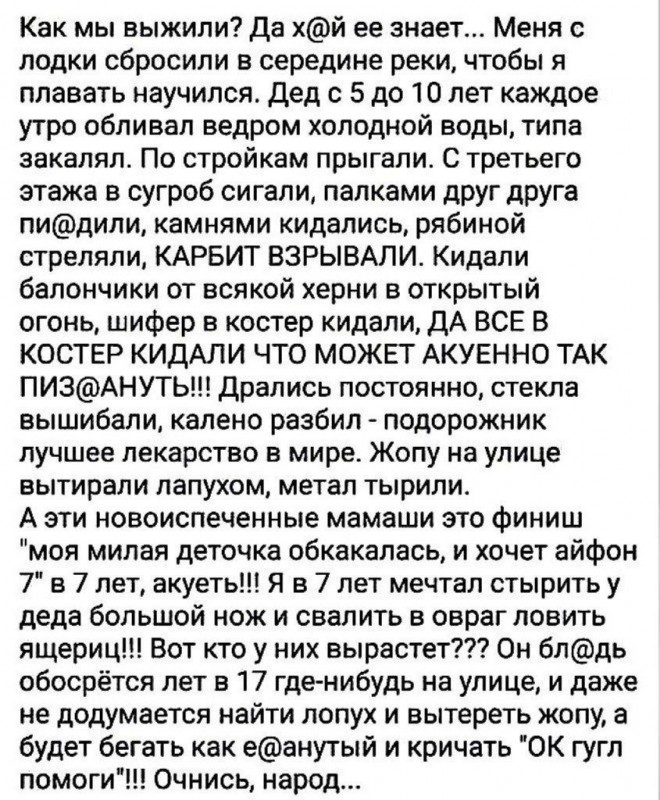 Как мы выжили? Да х@й ее знает... Меня с
лодки сбросили в середине реки, чтобы я
плавать научился. Дед с 5 до 10 лет каждое
утро обливал ведром холодной воды, типа
закалял. По стройкам прыгали. С третьего
этажа в сугроб сигали, палками друг друга
пи@дили, камнями кидались, рябиной
стреляли, КАРБИТ ВЗРЫВАЛИ. Кидали
балончики от всякой херни в открытый
огонь, шифер в костер кидали, ДА ВСЕ В
КОСТЕР КИДАЛИ ЧТО МОЖЕТ АКУЕННО ТАК
ПИЗ@АНУТЬ!!! Дрались постоянно, стекла
вышибали, калено разбил - подорожник
лучшее лекарство в мире. Жопу на улице
вытирали лапухом, метал тырили.
А эти новоиспеченные мамаши это финиш
"моя милая деточка обкакалась, и хочет айфон
7" в 7 лет, акуеть!!! Я в 7 лет мечтал стырить у
деда большой нож и свалить в овраг ловить
ящериц!!! Вот кто у них вырастет??? Он бл@дь
обосрётся лет в 17 где-нибудь на улице, и даже
не додумается найти лопух и вытереть жопу, а
будет бегать как е@анутый и кричать "ОК гугл
помоги"!!! Очнись, народ...